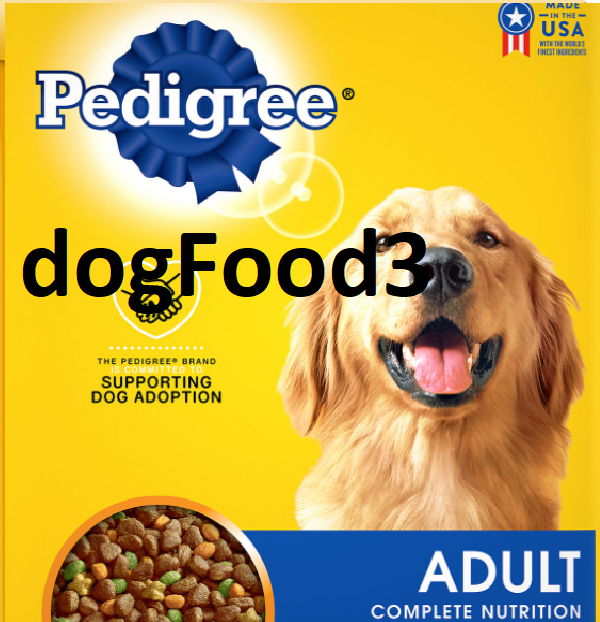 MADE
IN THE
USA
WITH THE WORLD'S
FINEST INGREDIENTS
Pedigree®
dogFood3
THE PEDIGREE® BRAND
IS COMMITTED TO
SUPPORTING
DOG ADOPTION
ADULT
COMPLETE NUTRITION